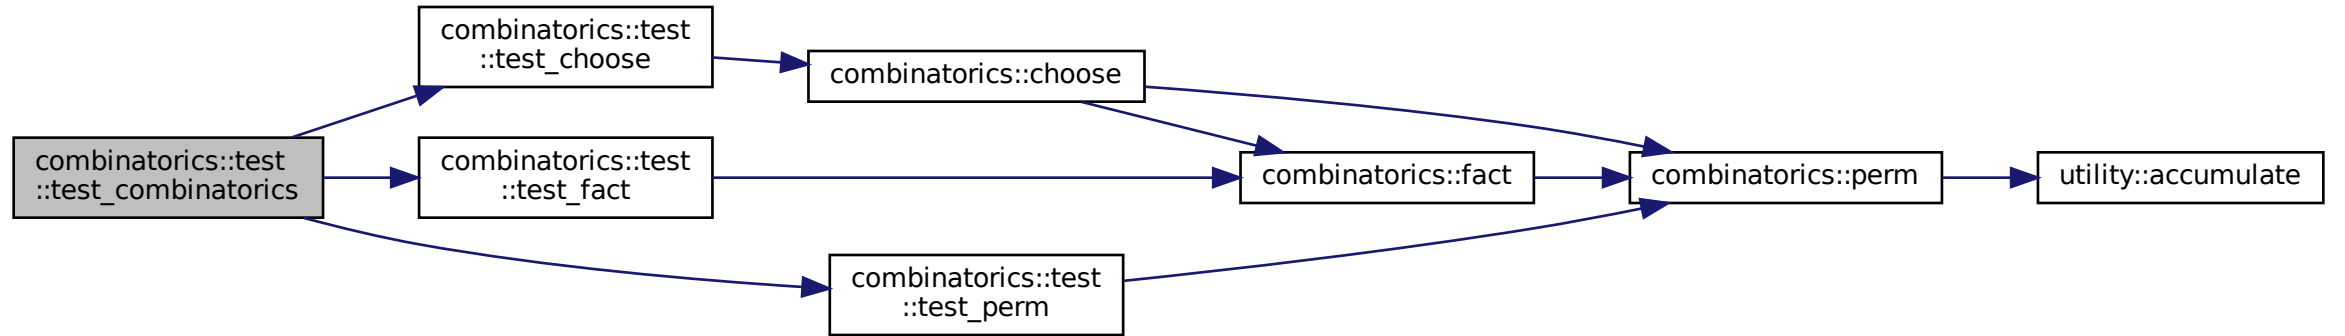 combinatorics::test
::test_combinatorics
combinatorics::test
::test_choose
combinatorics::choose
combinatorics::test
::test_fact
combinatorics::fact
combinatorics::perm
utility::accumulate
combinatorics::test
::test_perm